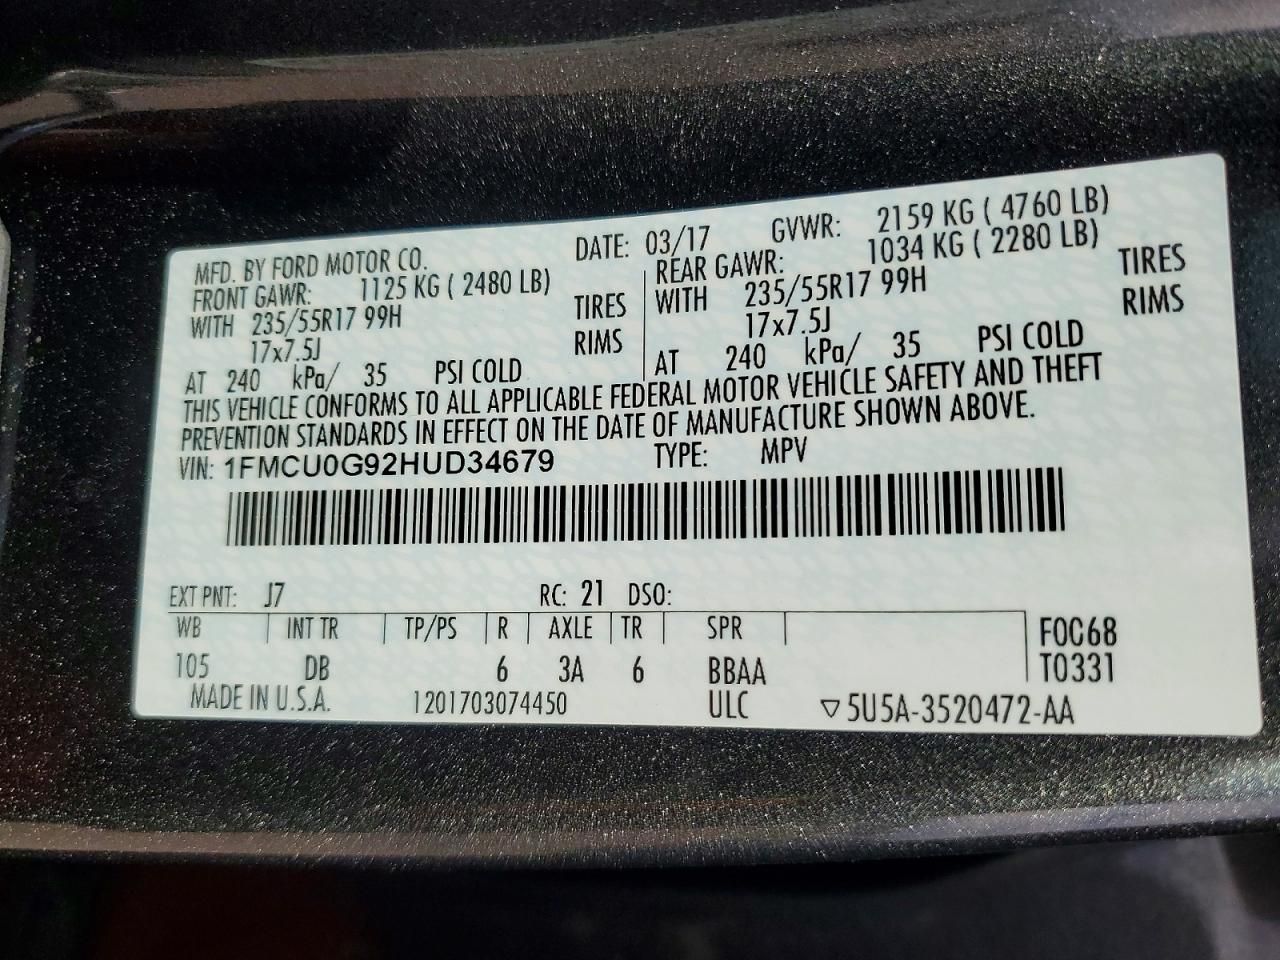 MFD. BY FORD MOTOR CO. DATE: 03/17 GVWR: 2159 KG ( 4760 LB)
FRONT GAWR: 1125 KG ( 2480 LB) REAR GAWR: 1034 KG ( 2280 LB)
WITH 235/55R17 99H TIRES WITH 235/55R17 99H TIRES
17x7.5J RIMS 17x7.5J RIMS
AT 240 kPa/ 35 PSI COLD AT 240 kPa/ 35 PSI COLD
THIS VEHICLE CONFORMS TO ALL APPLICABLE FEDERAL MOTOR VEHICLE SAFETY AND THEFT
PREVENTION STANDARDS IN EFFECT ON THE DATE OF MANUFACTURE SHOWN ABOVE.
VIN: 1FMCU0G92HUD34679 TYPE: MPV
EXT PNT: J7 RC: 21 DSO:
WB INT TR TP/PS R AXLE TR SPR F0C68
105 DB 6 3A 6 BBAA T0331
MADE IN U.S.A. 1201703074450 ULC ▽5U5A-3520472-AA